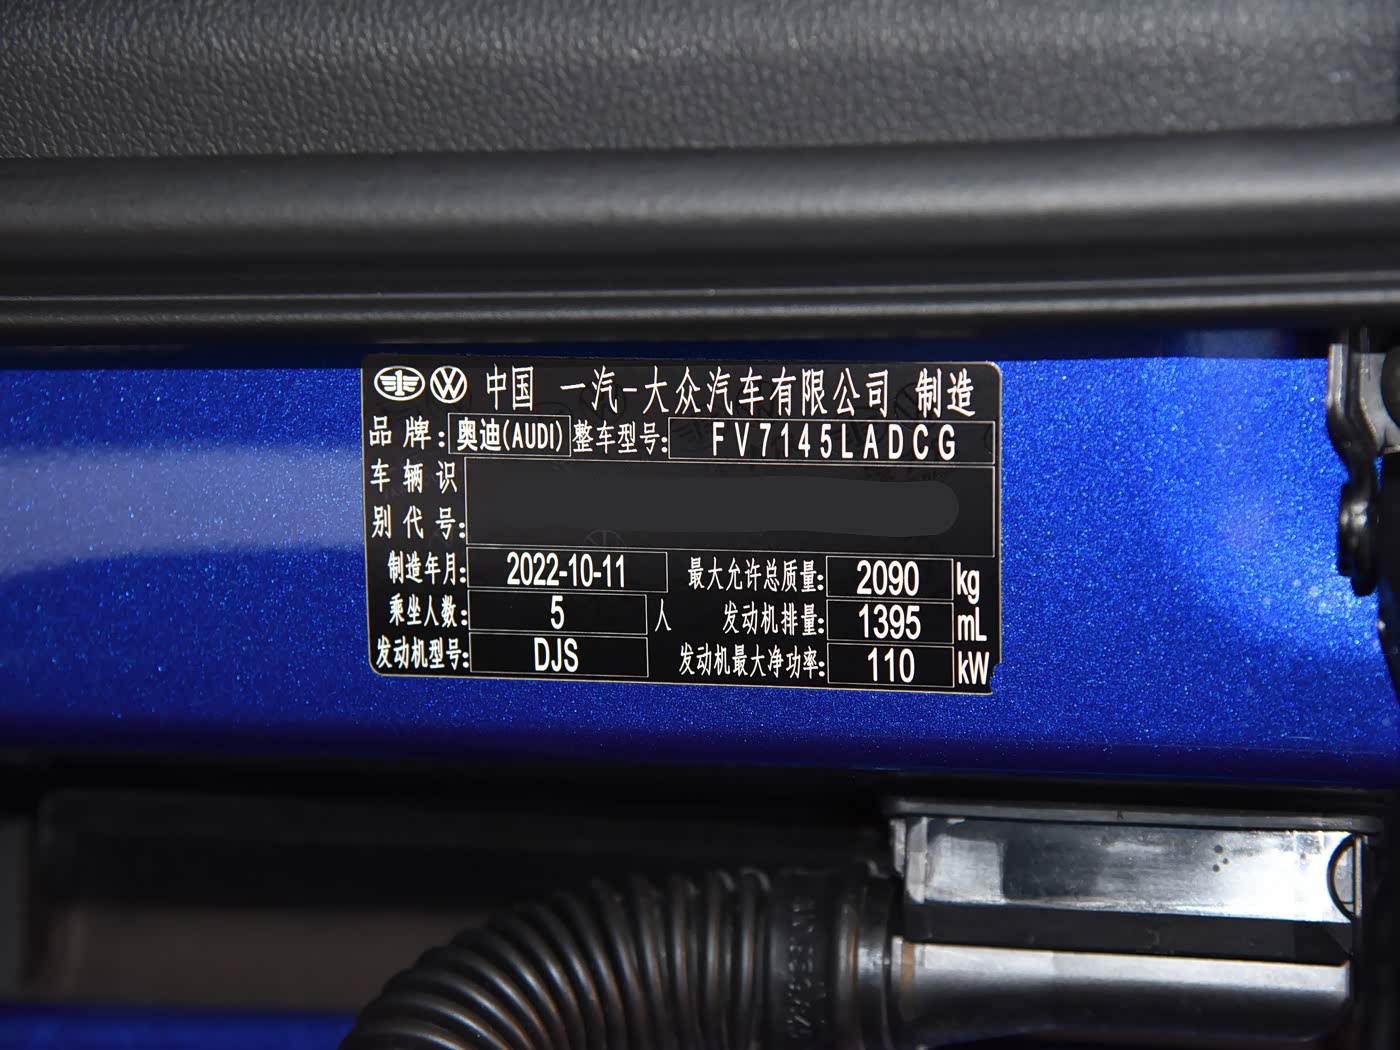 中国 一汽-大众汽车有限公司 制造
品牌: 奥迪(AUDI) 整车型号: FV7145LADCG
车辆识
别代号:
制造年月: 2022-10-11 最大允许总质量: 2090 kg
乘坐人数: 5 人 发动机排量: 1395 mL
发动机型号: DJS 发动机最大净功率: 110 kW